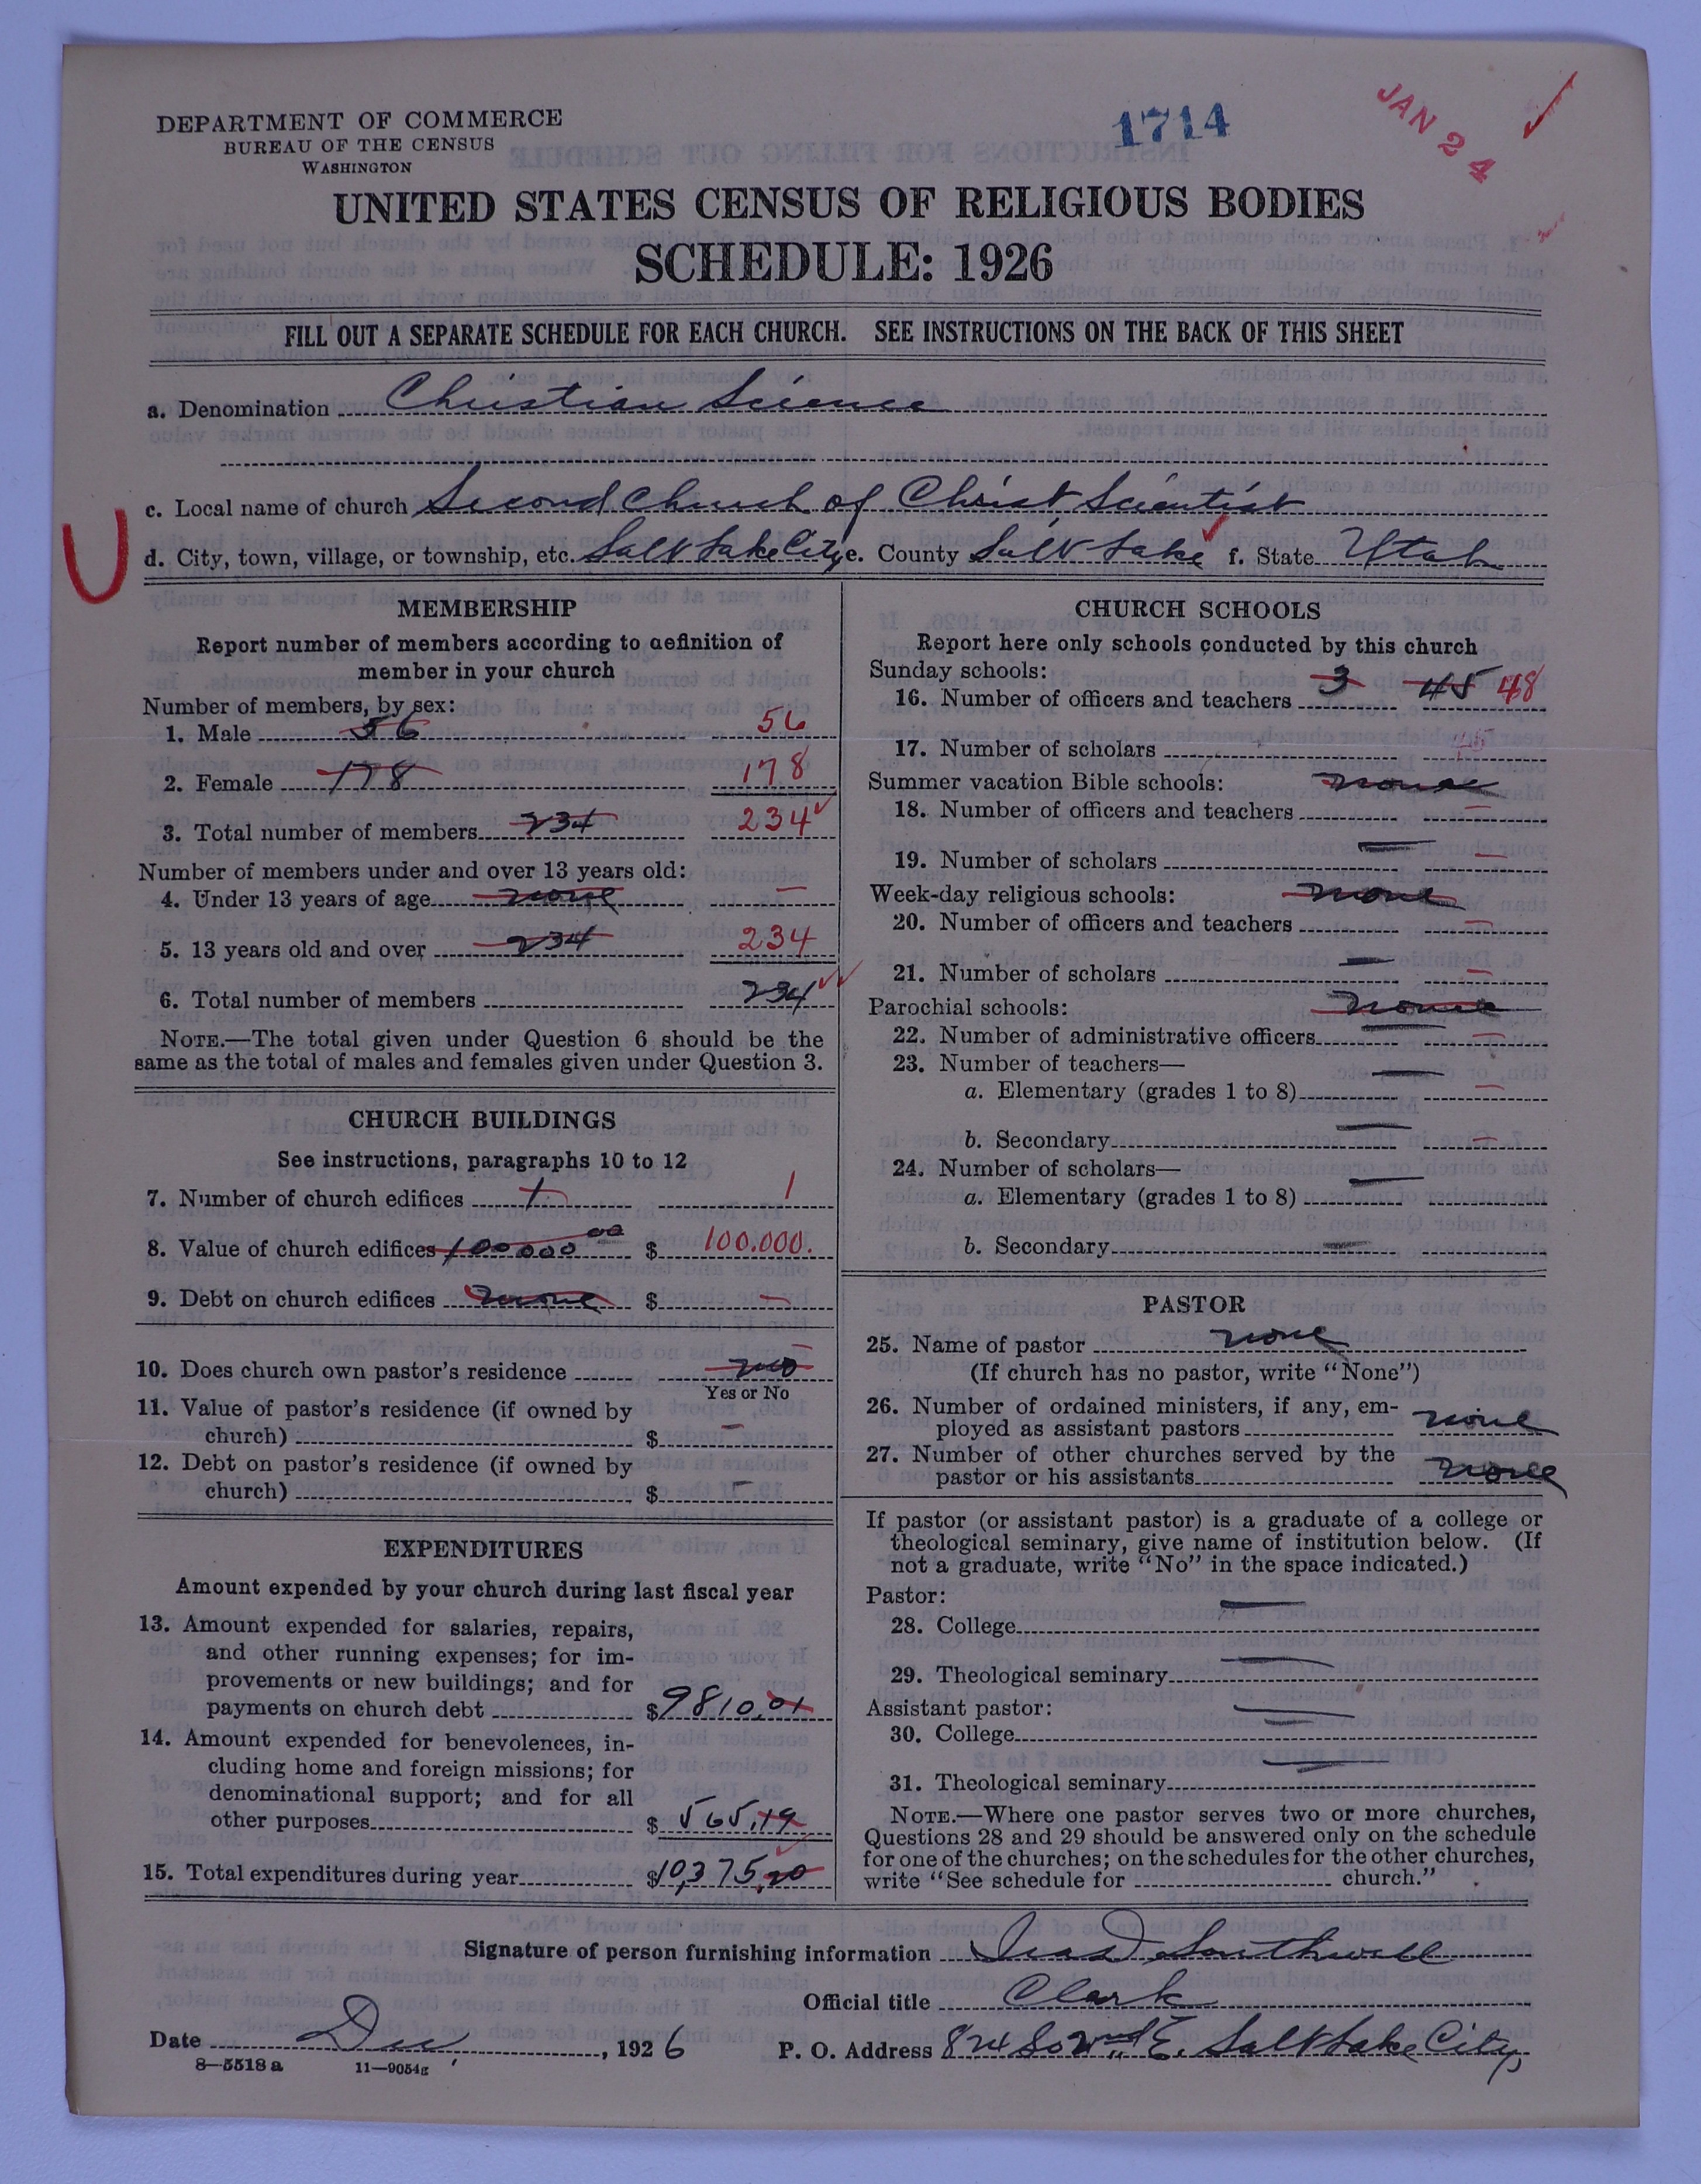 DEPARTMENT OF COMMERCE
BUREAU OF THE CENSUS
WASHINGTON
1714
JAN 24
UNITED STATES CENSUS OF RELIGIOUS BODIES
SCHEDULE: 1926
FILL OUT A SEPARATE SCHEDULE FOR EACH CHURCH. SEE INSTRUCTIONS ON THE BACK OF THIS SHEET
a. Denomination Christian Science
c. Local name of church Second Church of Christ Scientist
U
d. City, town, village, or township, etc. Salt Lake City e. County Salt Lake f. State Utah
MEMBERSHIP
Report number of members according to definition of
member in your church
Number of members, by sex:
1. Male 56 56
2. Female 178 178
3. Total number of members 234 234
Number of members under and over 13 years old:
4. Under 13 years of age none —
5. 13 years old and over 234 234
6. Total number of members 234
NOTE.—The total given under Question 6 should be the
same as the total of males and females given under Question 3.
CHURCH BUILDINGS
See instructions, paragraphs 10 to 12
7. Number of church edifices 1 1
8. Value of church edifices 100000 00 $ 100.000.
9. Debt on church edifices none $ —
10. Does church own pastor's residence no
Yes or No
11. Value of pastor's residence (if owned by
church) $ —
12. Debt on pastor's residence (if owned by
church) $ —
EXPENDITURES
Amount expended by your church during last fiscal year
13. Amount expended for salaries, repairs,
and other running expenses; for im-
provements or new buildings; and for
payments on church debt $9810.01
14. Amount expended for benevolences, in-
cluding home and foreign missions; for
denominational support; and for all
other purposes $ 565.19
15. Total expenditures during year $10,375.20
CHURCH SCHOOLS
Report here only schools conducted by this church
Sunday schools:
16. Number of officers and teachers 3 45 48
17. Number of scholars
Summer vacation Bible schools: none
18. Number of officers and teachers —
19. Number of scholars —
Week-day religious schools: none
20. Number of officers and teachers —
21. Number of scholars —
Parochial schools: none
22. Number of administrative officers —
23. Number of teachers—
a. Elementary (grades 1 to 8) —
b. Secondary —
24. Number of scholars—
a. Elementary (grades 1 to 8) —
b. Secondary —
PASTOR
25. Name of pastor none
(If church has no pastor, write "None")
26. Number of ordained ministers, if any, em-
ployed as assistant pastors none
27. Number of other churches served by the
pastor or his assistants none
If pastor (or assistant pastor) is a graduate of a college or
theological seminary, give name of institution below. (If
not a graduate, write "No" in the space indicated.)
Pastor:
28. College —
29. Theological seminary —
Assistant pastor:
30. College —
31. Theological seminary —
NOTE.—Where one pastor serves two or more churches,
Questions 28 and 29 should be answered only on the schedule
for one of the churches; on the schedules for the other churches,
write "See schedule for church."
Signature of person furnishing information Southwell
Official title Clerk
Date Dec , 1926 P. O. Address 824 So 2nd E. Salt Lake City
8—5518 a 11—9054g